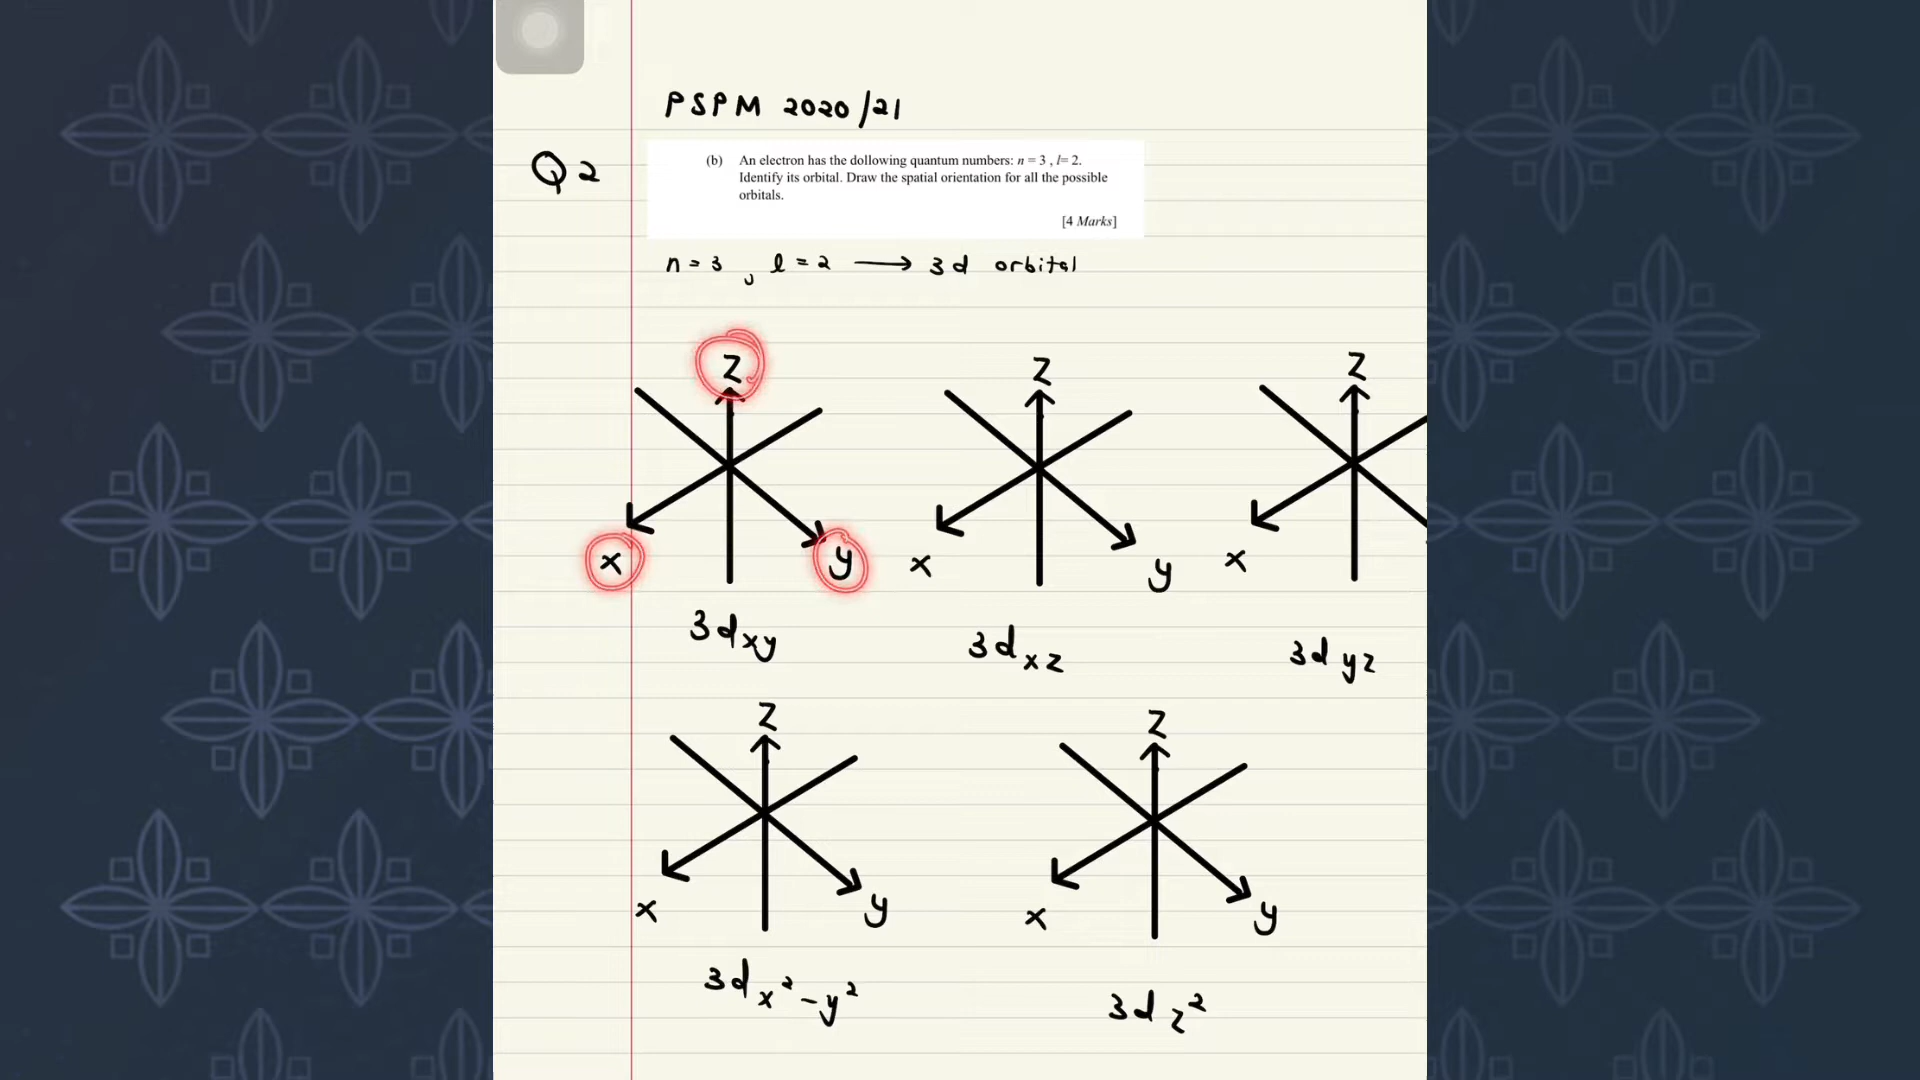 PSPM 2020/21
Q2
(b) An electron has the dollowing quantum numbers: n = 3 , l= 2.
Identify its orbital. Draw the spatial orientation for all the possible
orbitals.
[4 Marks]
n = 3 , l = 2 → 3d orbital
z z z
x y x y x
3dxy 3dxz 3dyz
z z
x y x y
3dx²-y² 3dz²